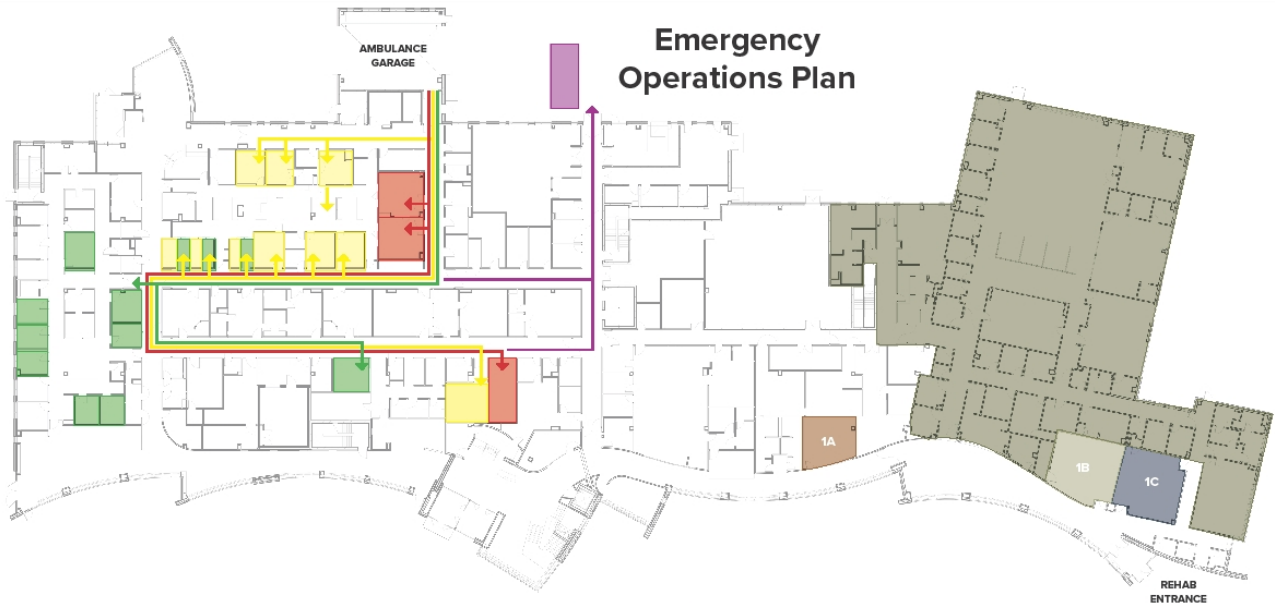 Emergency
Operations Plan
AMBULANCE
GARAGE
1A
1B
1C
REHAB
ENTRANCE